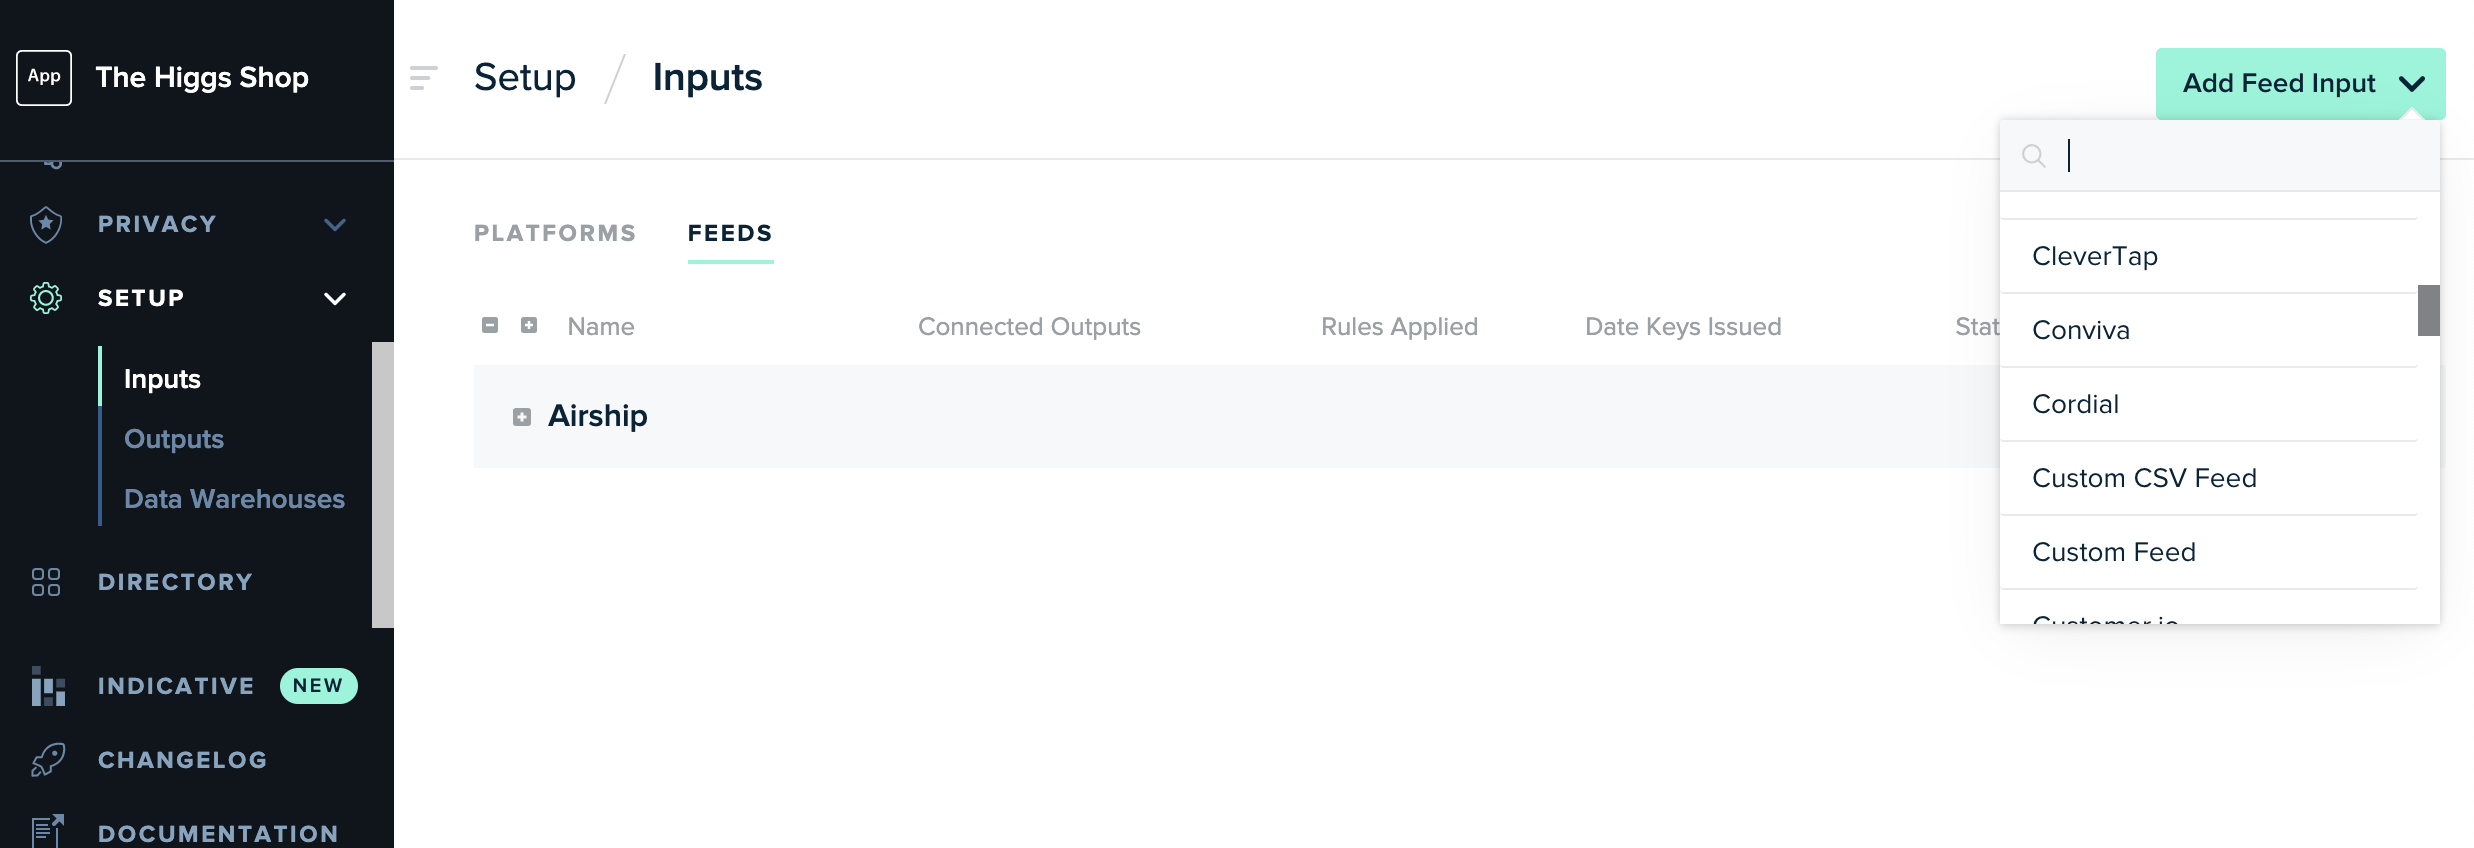 App
The Higgs Shop
PRIVACY
SETUP
Inputs
Outputs
Data Warehouses
DIRECTORY
INDICATIVE NEW
CHANGELOG
DOCUMENTATION
Setup / Inputs
Add Feed Input
PLATFORMS FEEDS
Name Connected Outputs Rules Applied Date Keys Issued Stat
Airship
CleverTap
Conviva
Cordial
Custom CSV Feed
Custom Feed
Customer.io